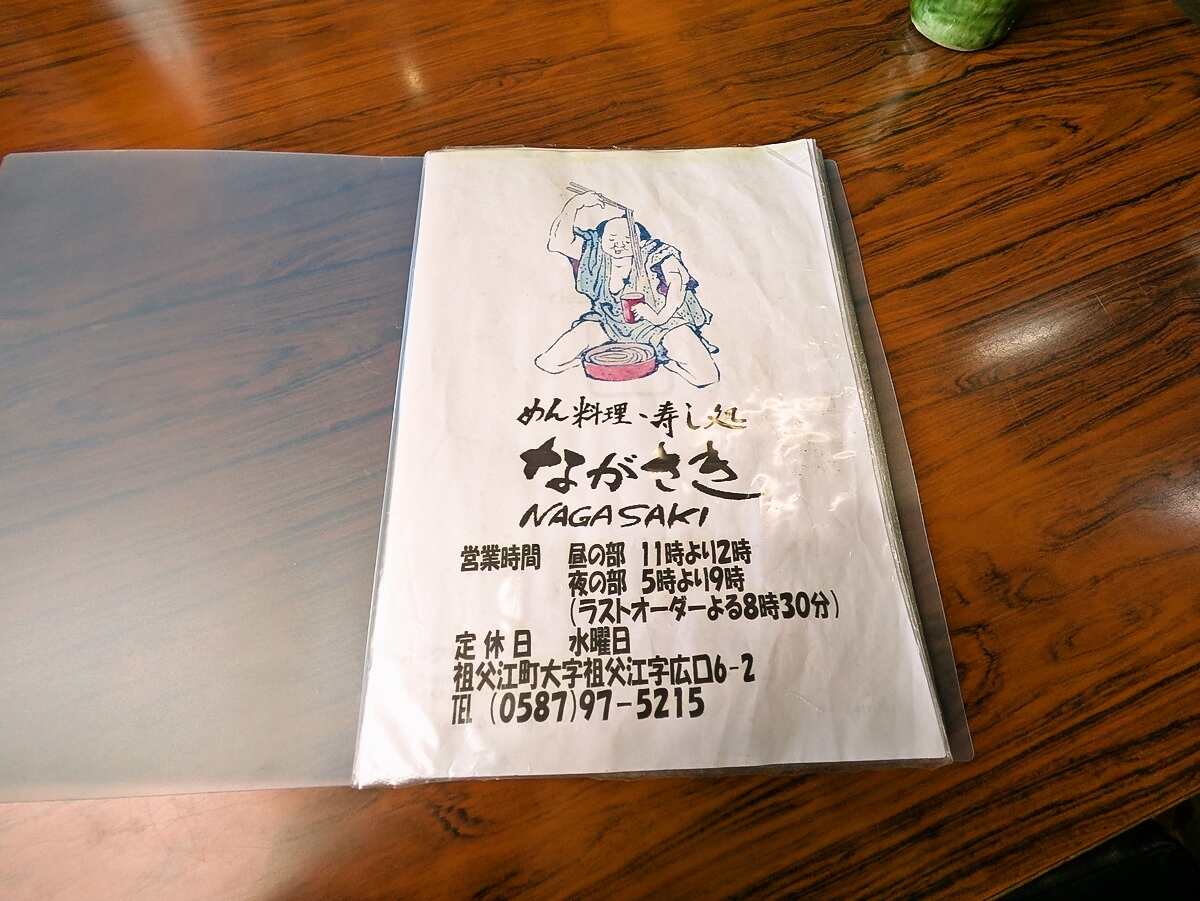 めん料理・寿し処
ながさき
NAGASAKI
営業時間 昼の部 11時より2時
夜の部 5時より9時
(ラストオーダーよる8時30分)
定休日 水曜日
祖父江町大字祖父江字広口6-2
TEL (0587)97-5215